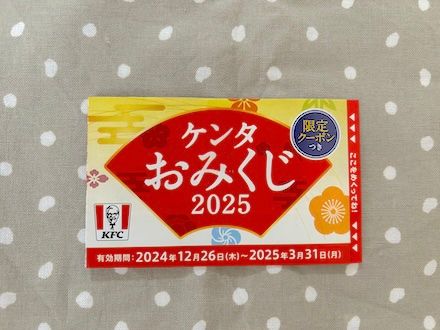 ケンタ
おみくじ
2025
限定
クーポン
つき
▼▼▼ ここをめくってね! ▼▼▼
KFC
有効期間:2024年12月26日(木)~2025年3月31日(月)